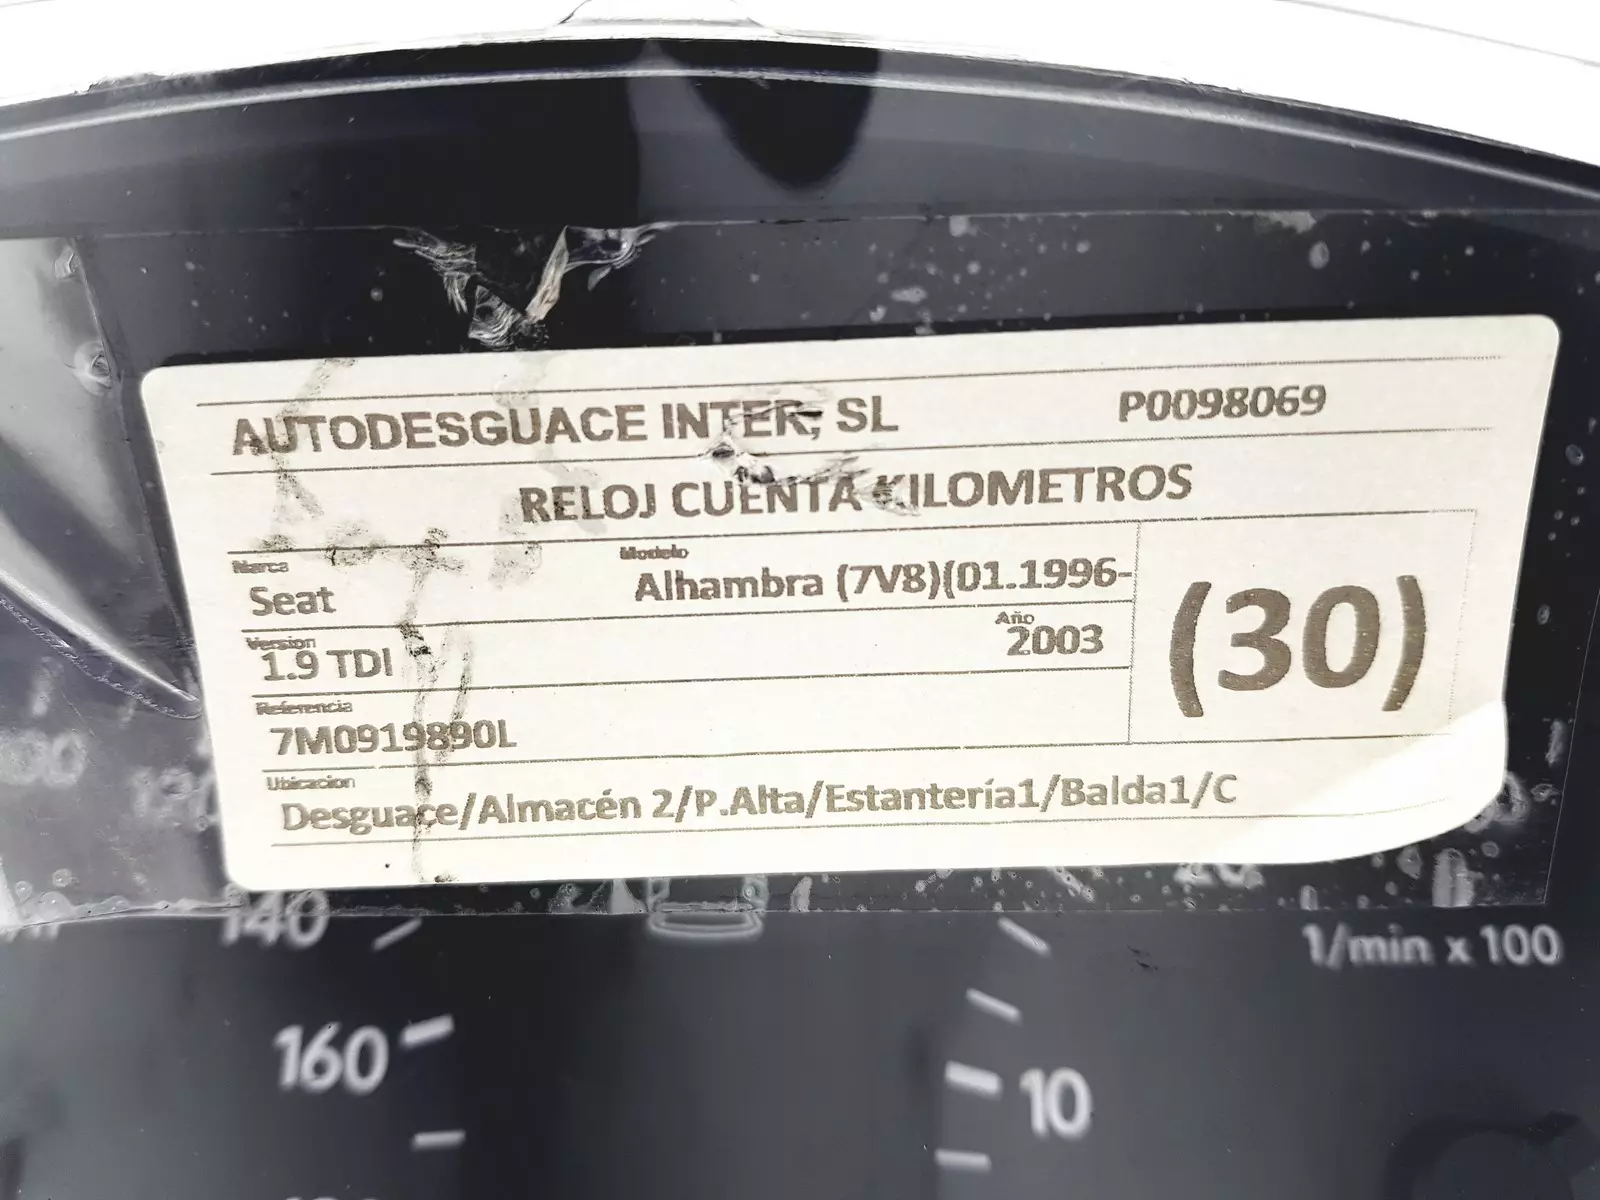 AUTODESGUACE INTER, SL P0098069
RELOJ CUENTA KILOMETROS
Marca Modelo
Seat Alhambra (7V8)(01.1996-
Version Año
1.9 TDI 2003
(30)
Referencia
7M0919890L
Ubicacion
Desguace/Almacén 2/P.Alta/Estantería1/Balda1/C
20
140
1/min x 100
160
10